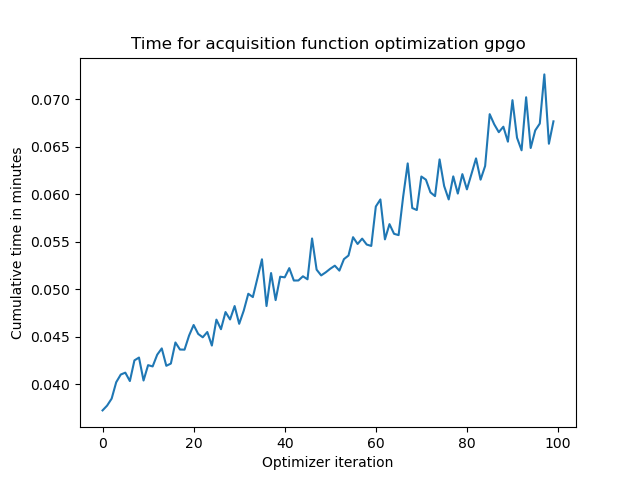 Time for acquisition function optimization gpgo
0.070
0.065
0.060
0.055
0.050
0.045
0.040
Cumulative time in minutes
0 20 40 60 80 100
Optimizer iteration